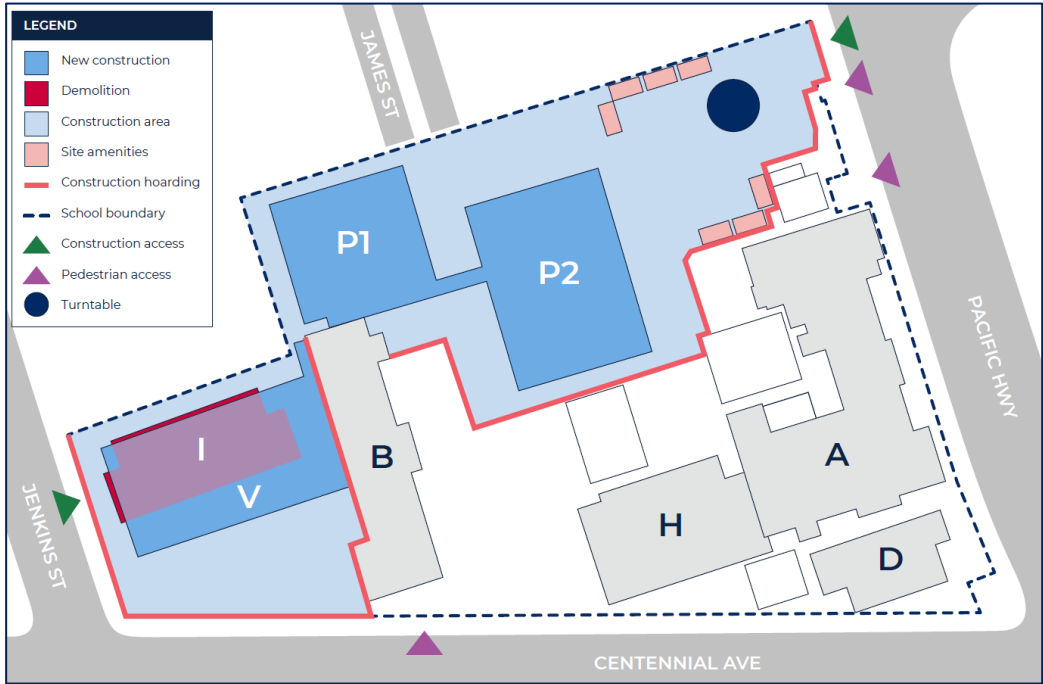 LEGEND
New construction
Demolition
Construction area
Site amenities
Construction hoarding
School boundary
Construction access
Pedestrian access
Turntable
JAMES ST
P1
P2
I
V
B
A
H
D
JENKINS ST
PACIFIC HWY
CENTENNIAL AVE